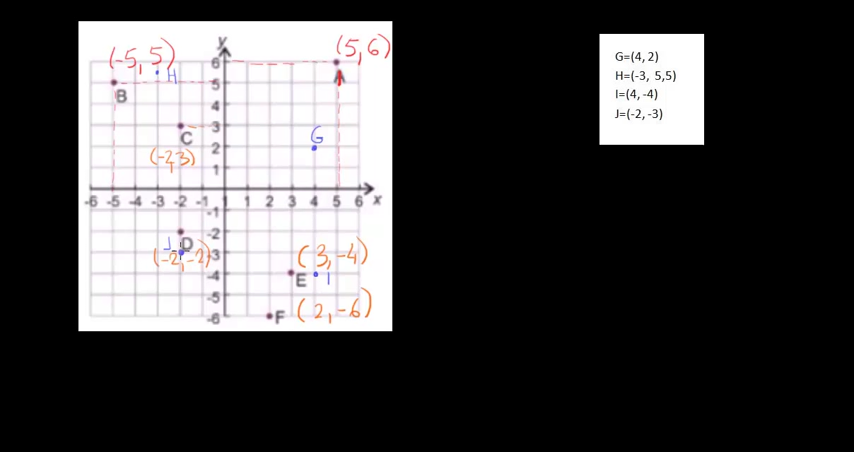 y
(-5, 5)
(5, 6)
H
6
A
B
5
4
C
3
G
(-2,3)
2
1
-6 -5 -4 -3 -2 -1 1 2 3 4 5 6 x
-1
-2
J D
(-2, -2)
-3
(3, -4)
-4
E I
-5
(2, -6)
-6
F
G=(4, 2)
H=(-3, 5,5)
I=(4, -4)
J=(-2, -3)